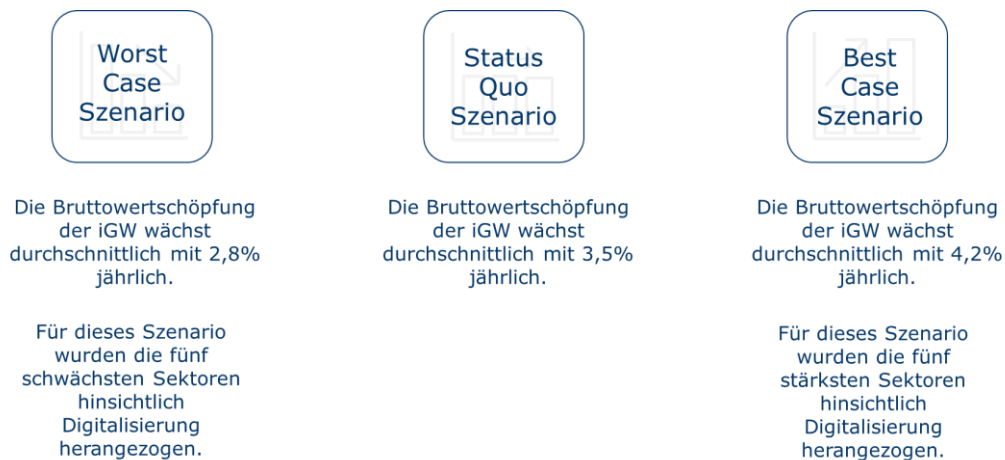 Worst
Case
Szenario
Die Bruttowertschöpfung
der iGW wächst
durchschnittlich mit 2,8%
jährlich.
Für dieses Szenario
wurden die fünf
schwächsten Sektoren
hinsichtlich
Digitalisierung
herangezogen.
Status
Quo
Szenario
Die Bruttowertschöpfung
der iGW wächst
durchschnittlich mit 3,5%
jährlich.
Best
Case
Szenario
Die Bruttowertschöpfung
der iGW wächst
durchschnittlich mit 4,2%
jährlich.
Für dieses Szenario
wurden die fünf
stärksten Sektoren
hinsichtlich
Digitalisierung
herangezogen.